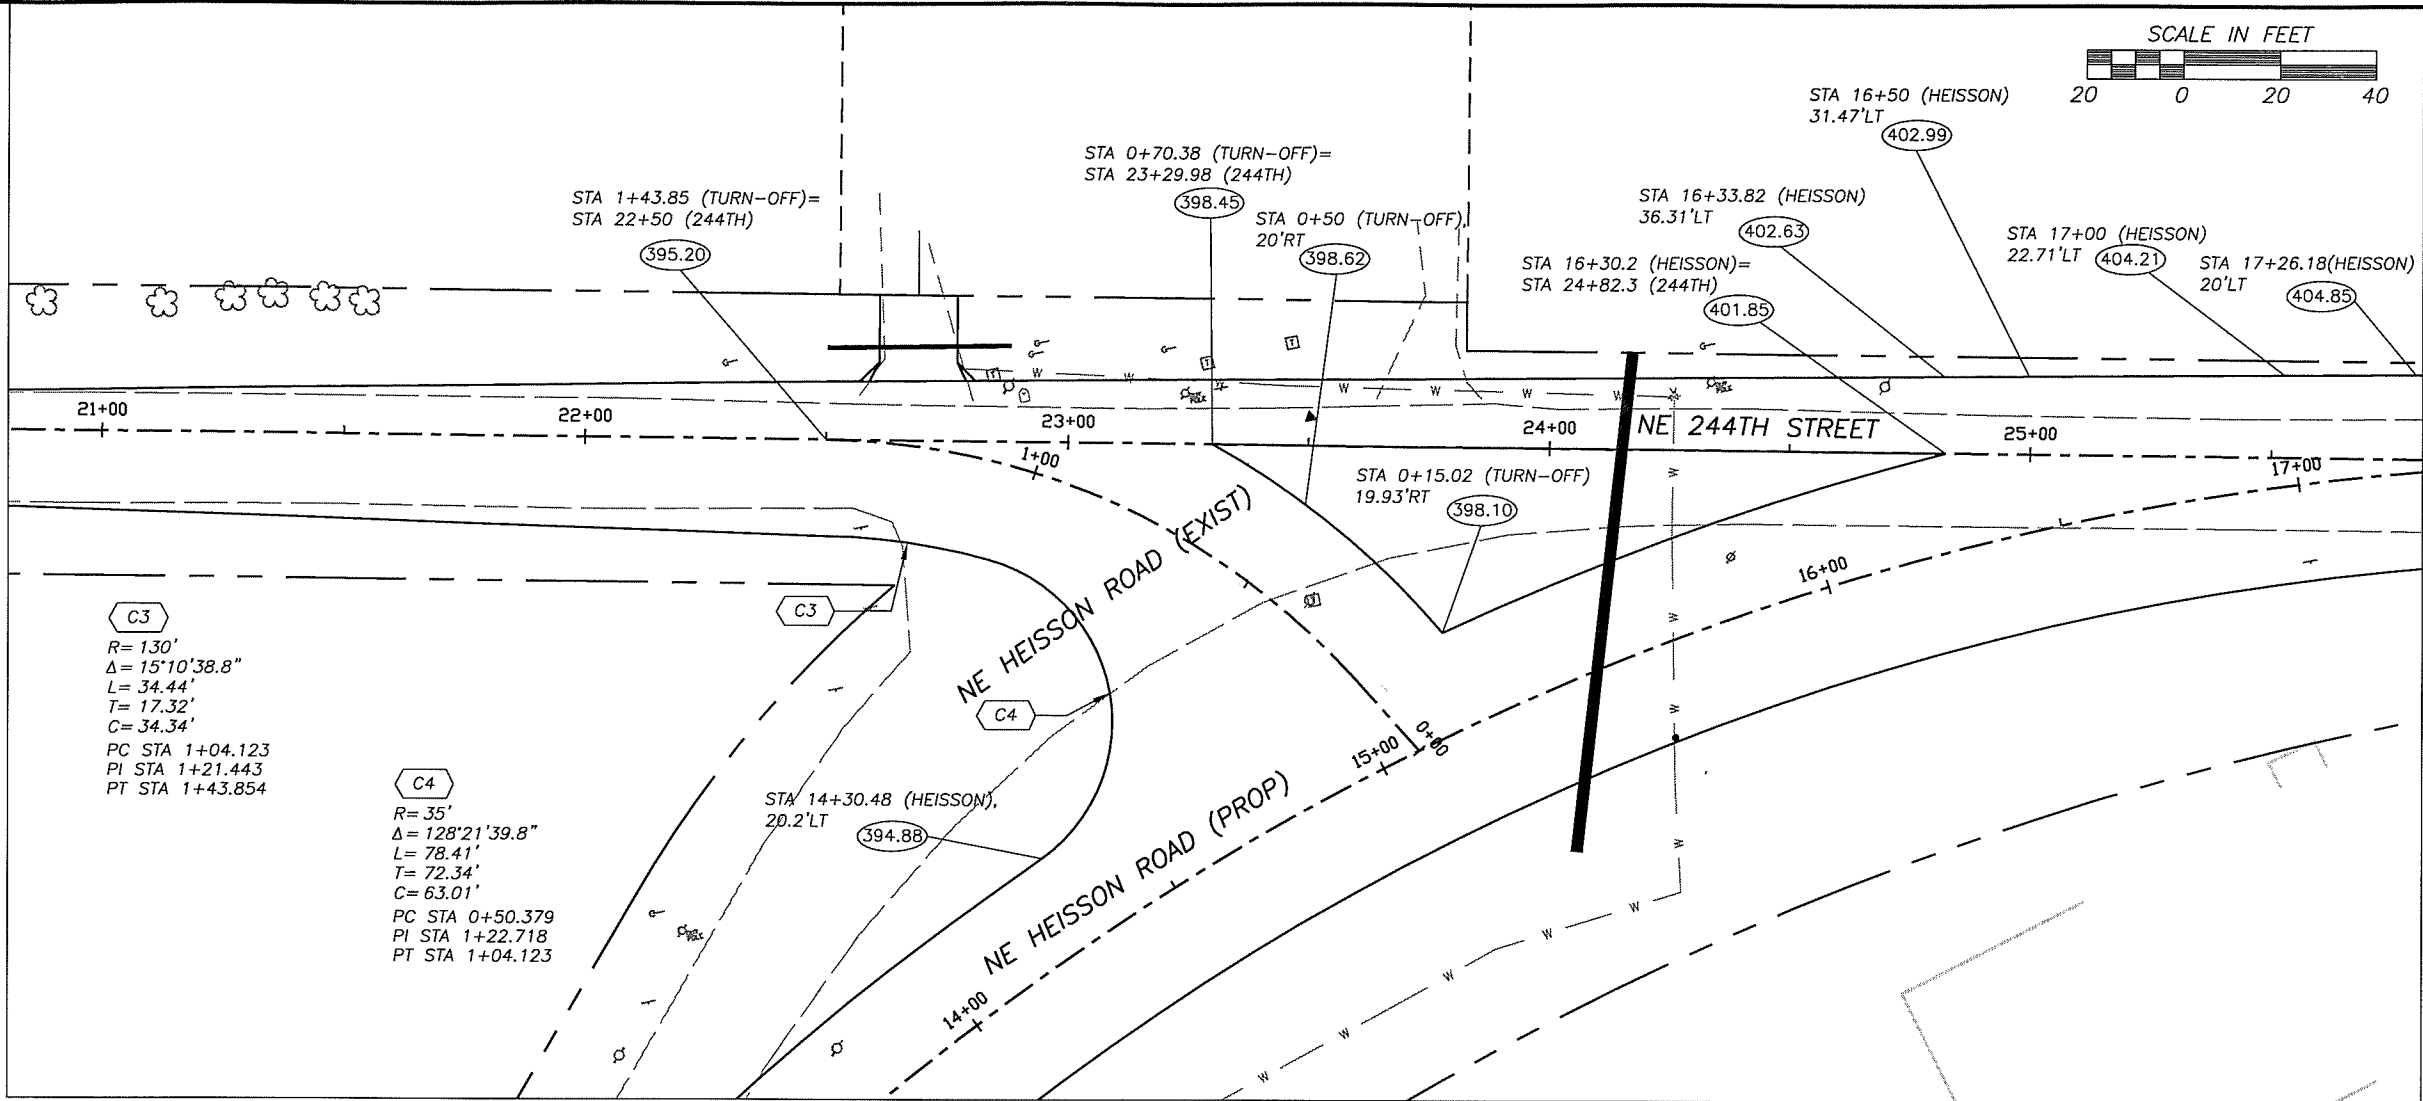 SCALE IN FEET
20 0 20 40
STA 16+50 (HEISSON)
31.47'LT
402.99
STA 0+70.38 (TURN-OFF)=
STA 23+29.98 (244TH)
398.45
STA 1+43.85 (TURN-OFF)=
STA 22+50 (244TH)
395.20
STA 0+50 (TURN-OFF),
20'RT
398.62
STA 16+33.82 (HEISSON)
36.31'LT
402.63
STA 17+00 (HEISSON)
22.71'LT
404.21
STA 17+26.18(HEISSON)
20'LT
404.85
STA 16+30.2 (HEISSON)=
STA 24+82.3 (244TH)
401.85
T
T
T
W W W W W W
21+00
22+00
23+00
24+00
NE 244TH STREET
25+00
1+00
17+00
STA 0+15.02 (TURN-OFF)
19.93'RT
398.10
W
NE HEISSON ROAD (EXIST)
16+00
C3
C3
R= 130'
Δ= 15°10'38.8"
L= 34.44'
T= 17.32'
C= 34.34'
PC STA 1+04.123
PI STA 1+21.443
PT STA 1+43.854
W
C4
W
0+00
15+00
C4
R= 35'
Δ= 128°21'39.8"
L= 78.41'
T= 72.34'
C= 63.01'
PC STA 0+50.379
PI STA 1+22.718
PT STA 1+04.123
STA 14+30.48 (HEISSON),
20.2'LT
394.88
NE HEISSON ROAD (PROP)
W
W
W
W
14+00
W
W